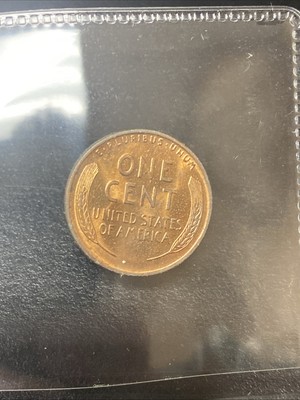 E·PLURIBUS·UNUM
ONE
CENT
UNITED STATES
OF AMERICA